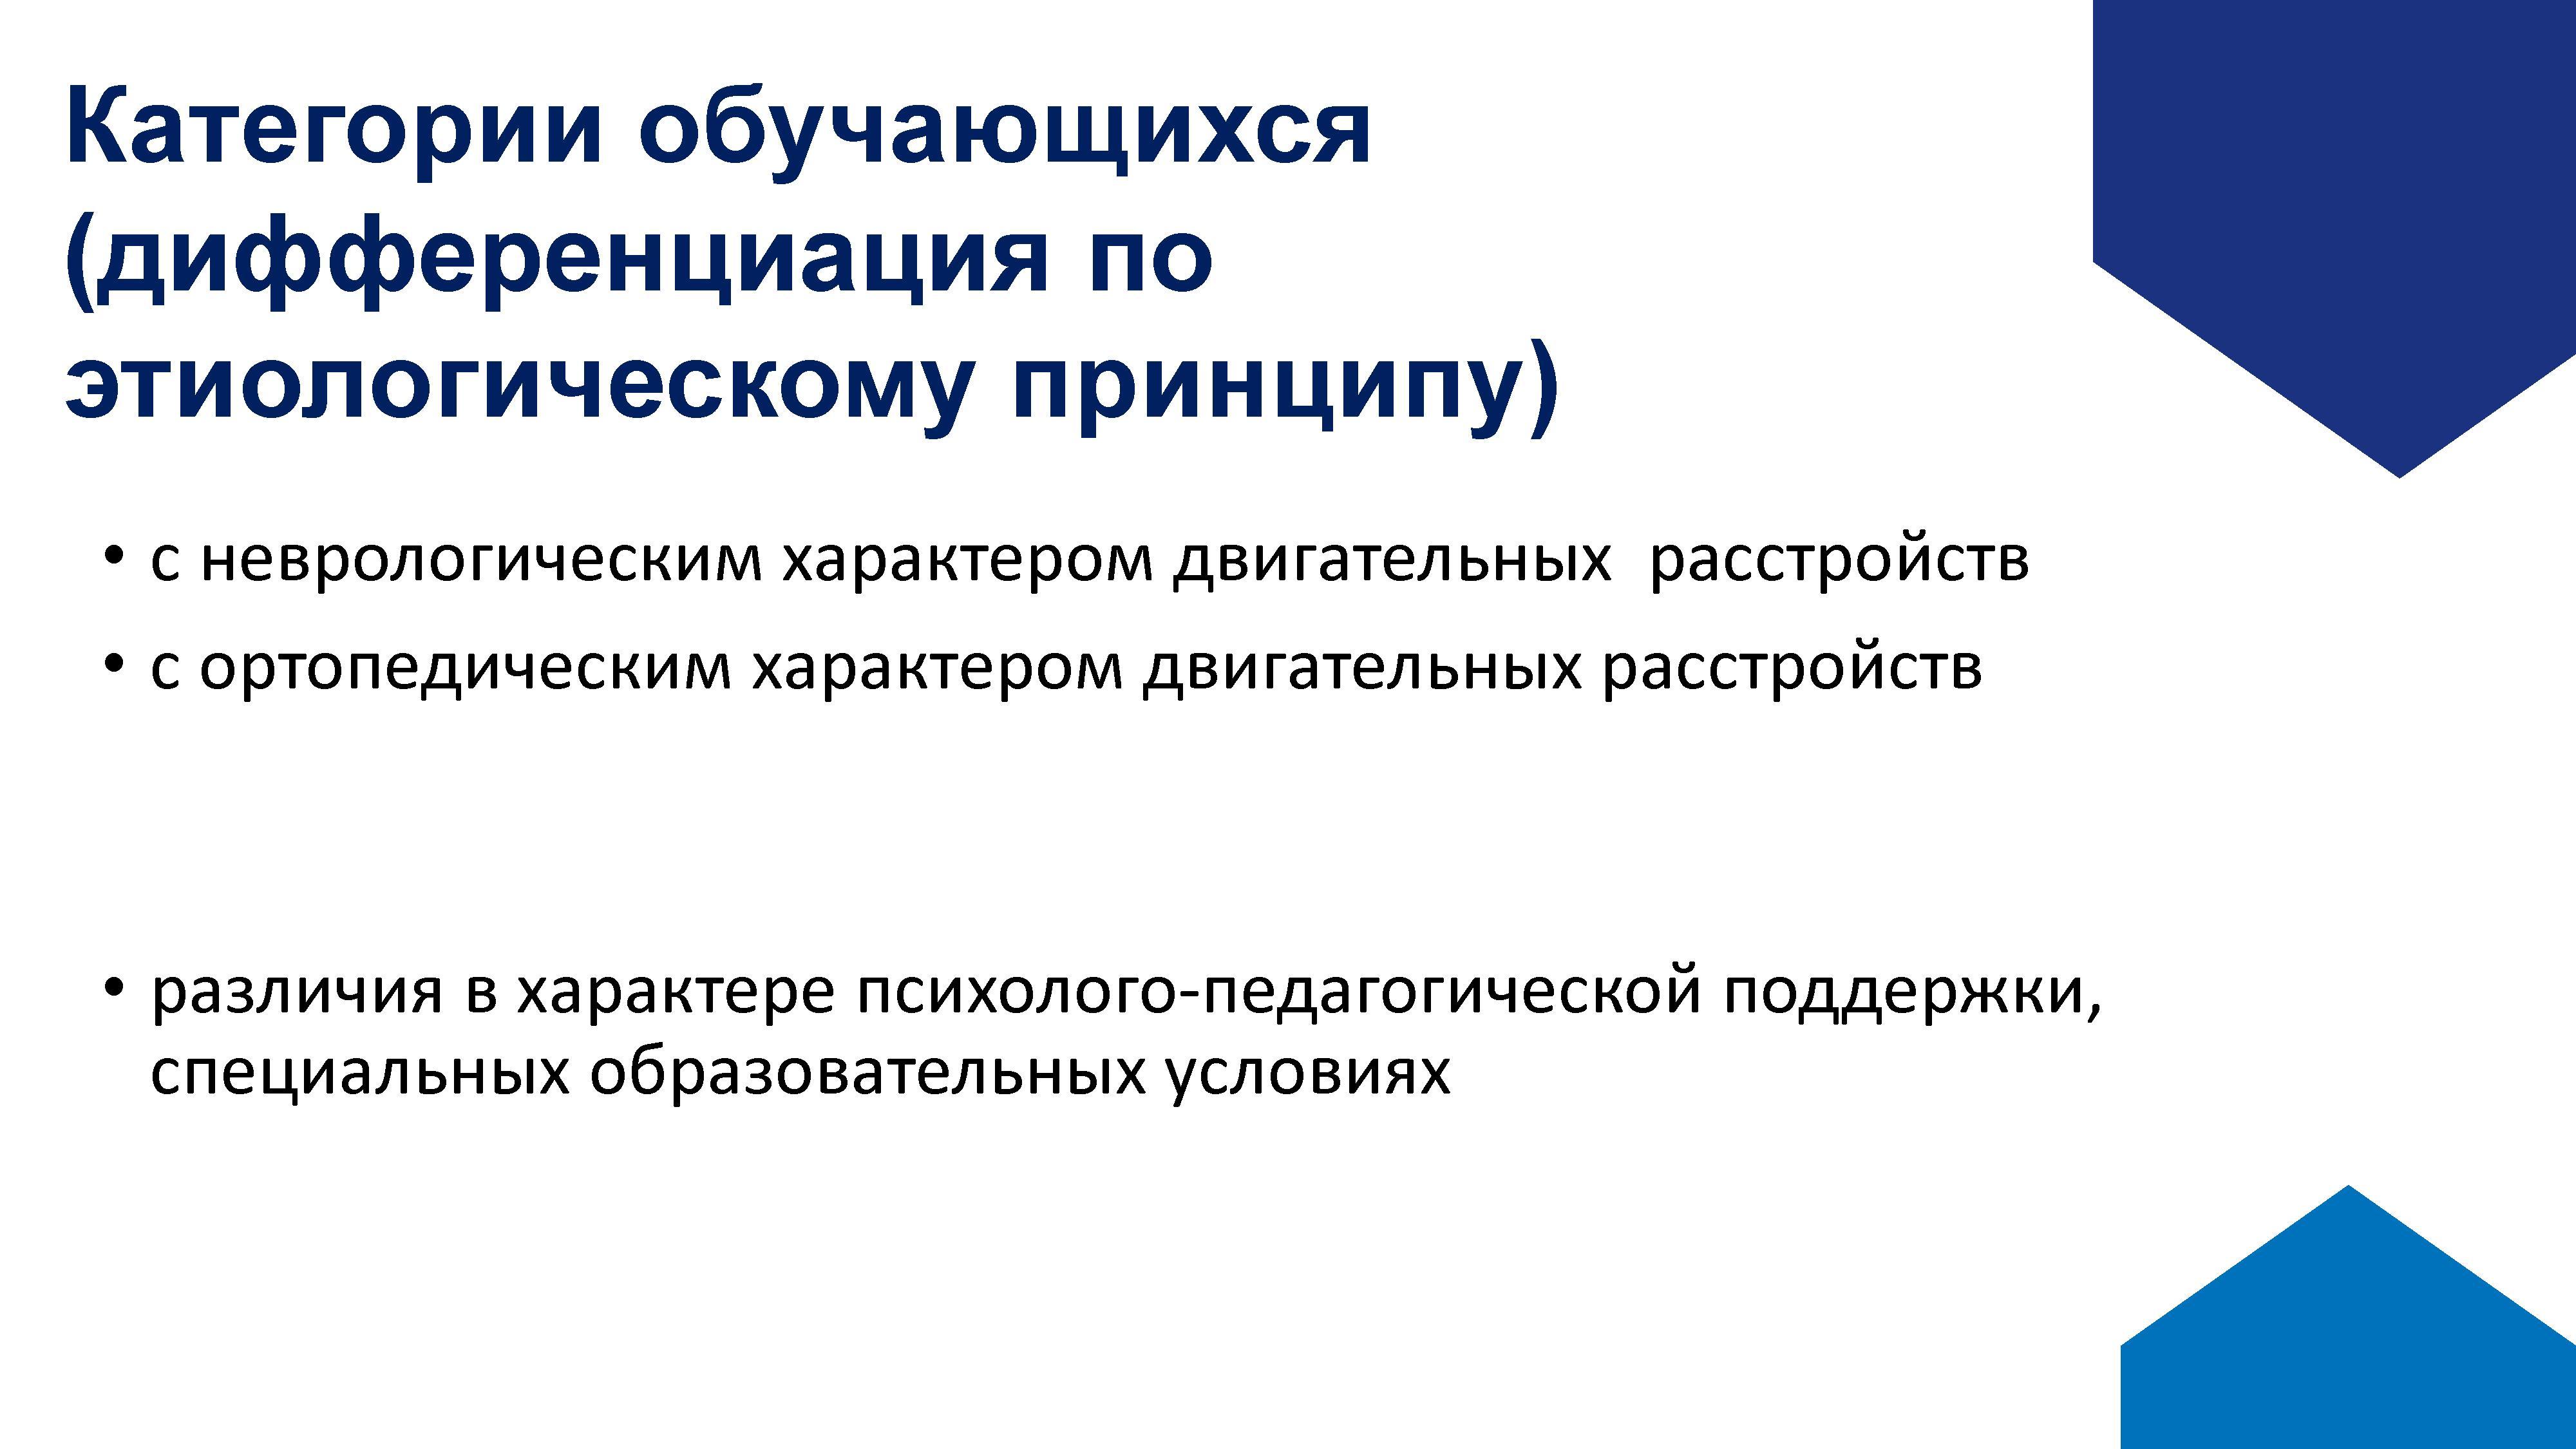 Категории обучающихся
(дифференциация по
этиологическому принципу)
• с неврологическим характером двигательных  расстройств
• с ортопедическим характером двигательных расстройств
• различия в характере психолого-педагогической поддержки,
специальных образовательных условиях